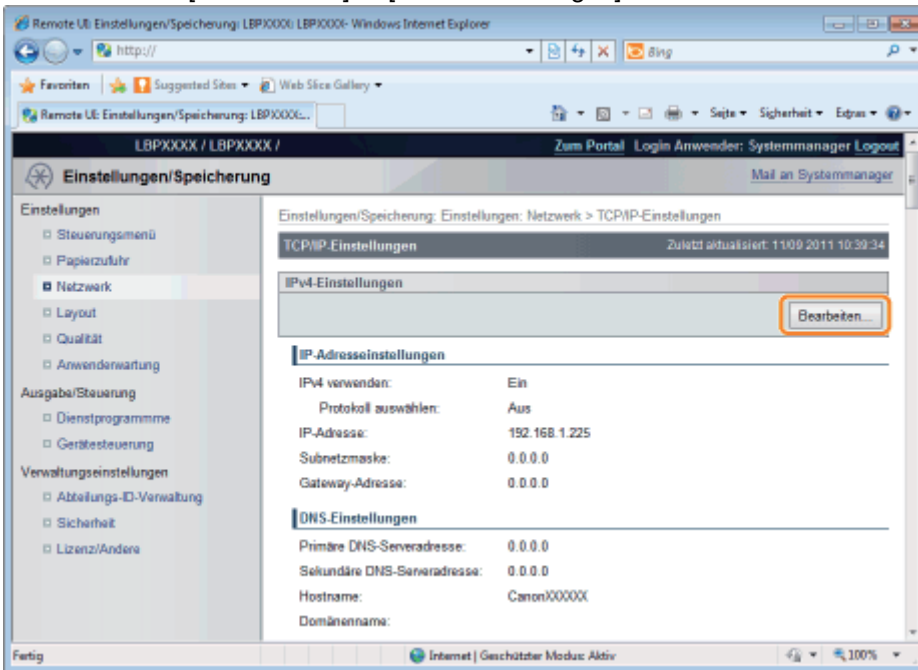 Remote UI: Einstellungen/Speicherung: LBPXXXX: LBPXXXX- Windows Internet Explorer
http://
Bing
Favoriten Suggested Sites Web Slice Gallery
Remote UI: Einstellungen/Speicherung: LBPXXXX:...
Seite Sicherheit Extras
LBPXXXX / LBPXXXX /
Zum Portal Login Anwender: Systemmanager Logout
Einstellungen/Speicherung
Mail an Systemmanager
Einstellungen
Steuerungsmenü
Papierzufuhr
Netzwerk
Layout
Qualität
Anwenderwartung
Ausgabe/Steuerung
Dienstprogrammme
Gerätesteuerung
Verwaltungseinstellungen
Abteilungs-ID-Verwaltung
Sicherheit
Lizenz/Andere
Einstellungen/Speicherung: Einstellungen: Netzwerk > TCP/IP-Einstellungen
TCP/IP-Einstellungen
Zuletzt aktualisiert: 11/09 2011 10:39:34
IPv4-Einstellungen
Bearbeiten...
IP-Adresseinstellungen
IPv4 verwenden: Ein
Protokoll auswählen: Aus
IP-Adresse: 192.168.1.225
Subnetzmaske: 0.0.0.0
Gateway-Adresse: 0.0.0.0
DNS-Einstellungen
Primäre DNS-Serveradresse: 0.0.0.0
Sekundäre DNS-Serveradresse: 0.0.0.0
Hostname: CanonXXXXXX
Domänenname:
Fertig
Internet | Geschützter Modus: Aktiv
100%